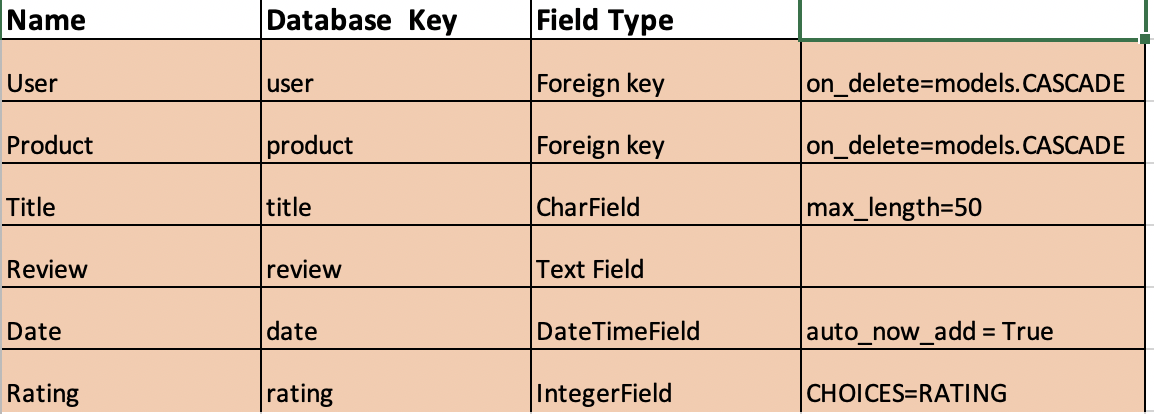 Name Database Key Field Type
User user Foreign key on_delete=models.CASCADE
Product product Foreign key on_delete=models.CASCADE
Title title CharField max_length=50
Review review Text Field
Date date DateTimeField auto_now_add = True
Rating rating IntegerField CHOICES=RATING